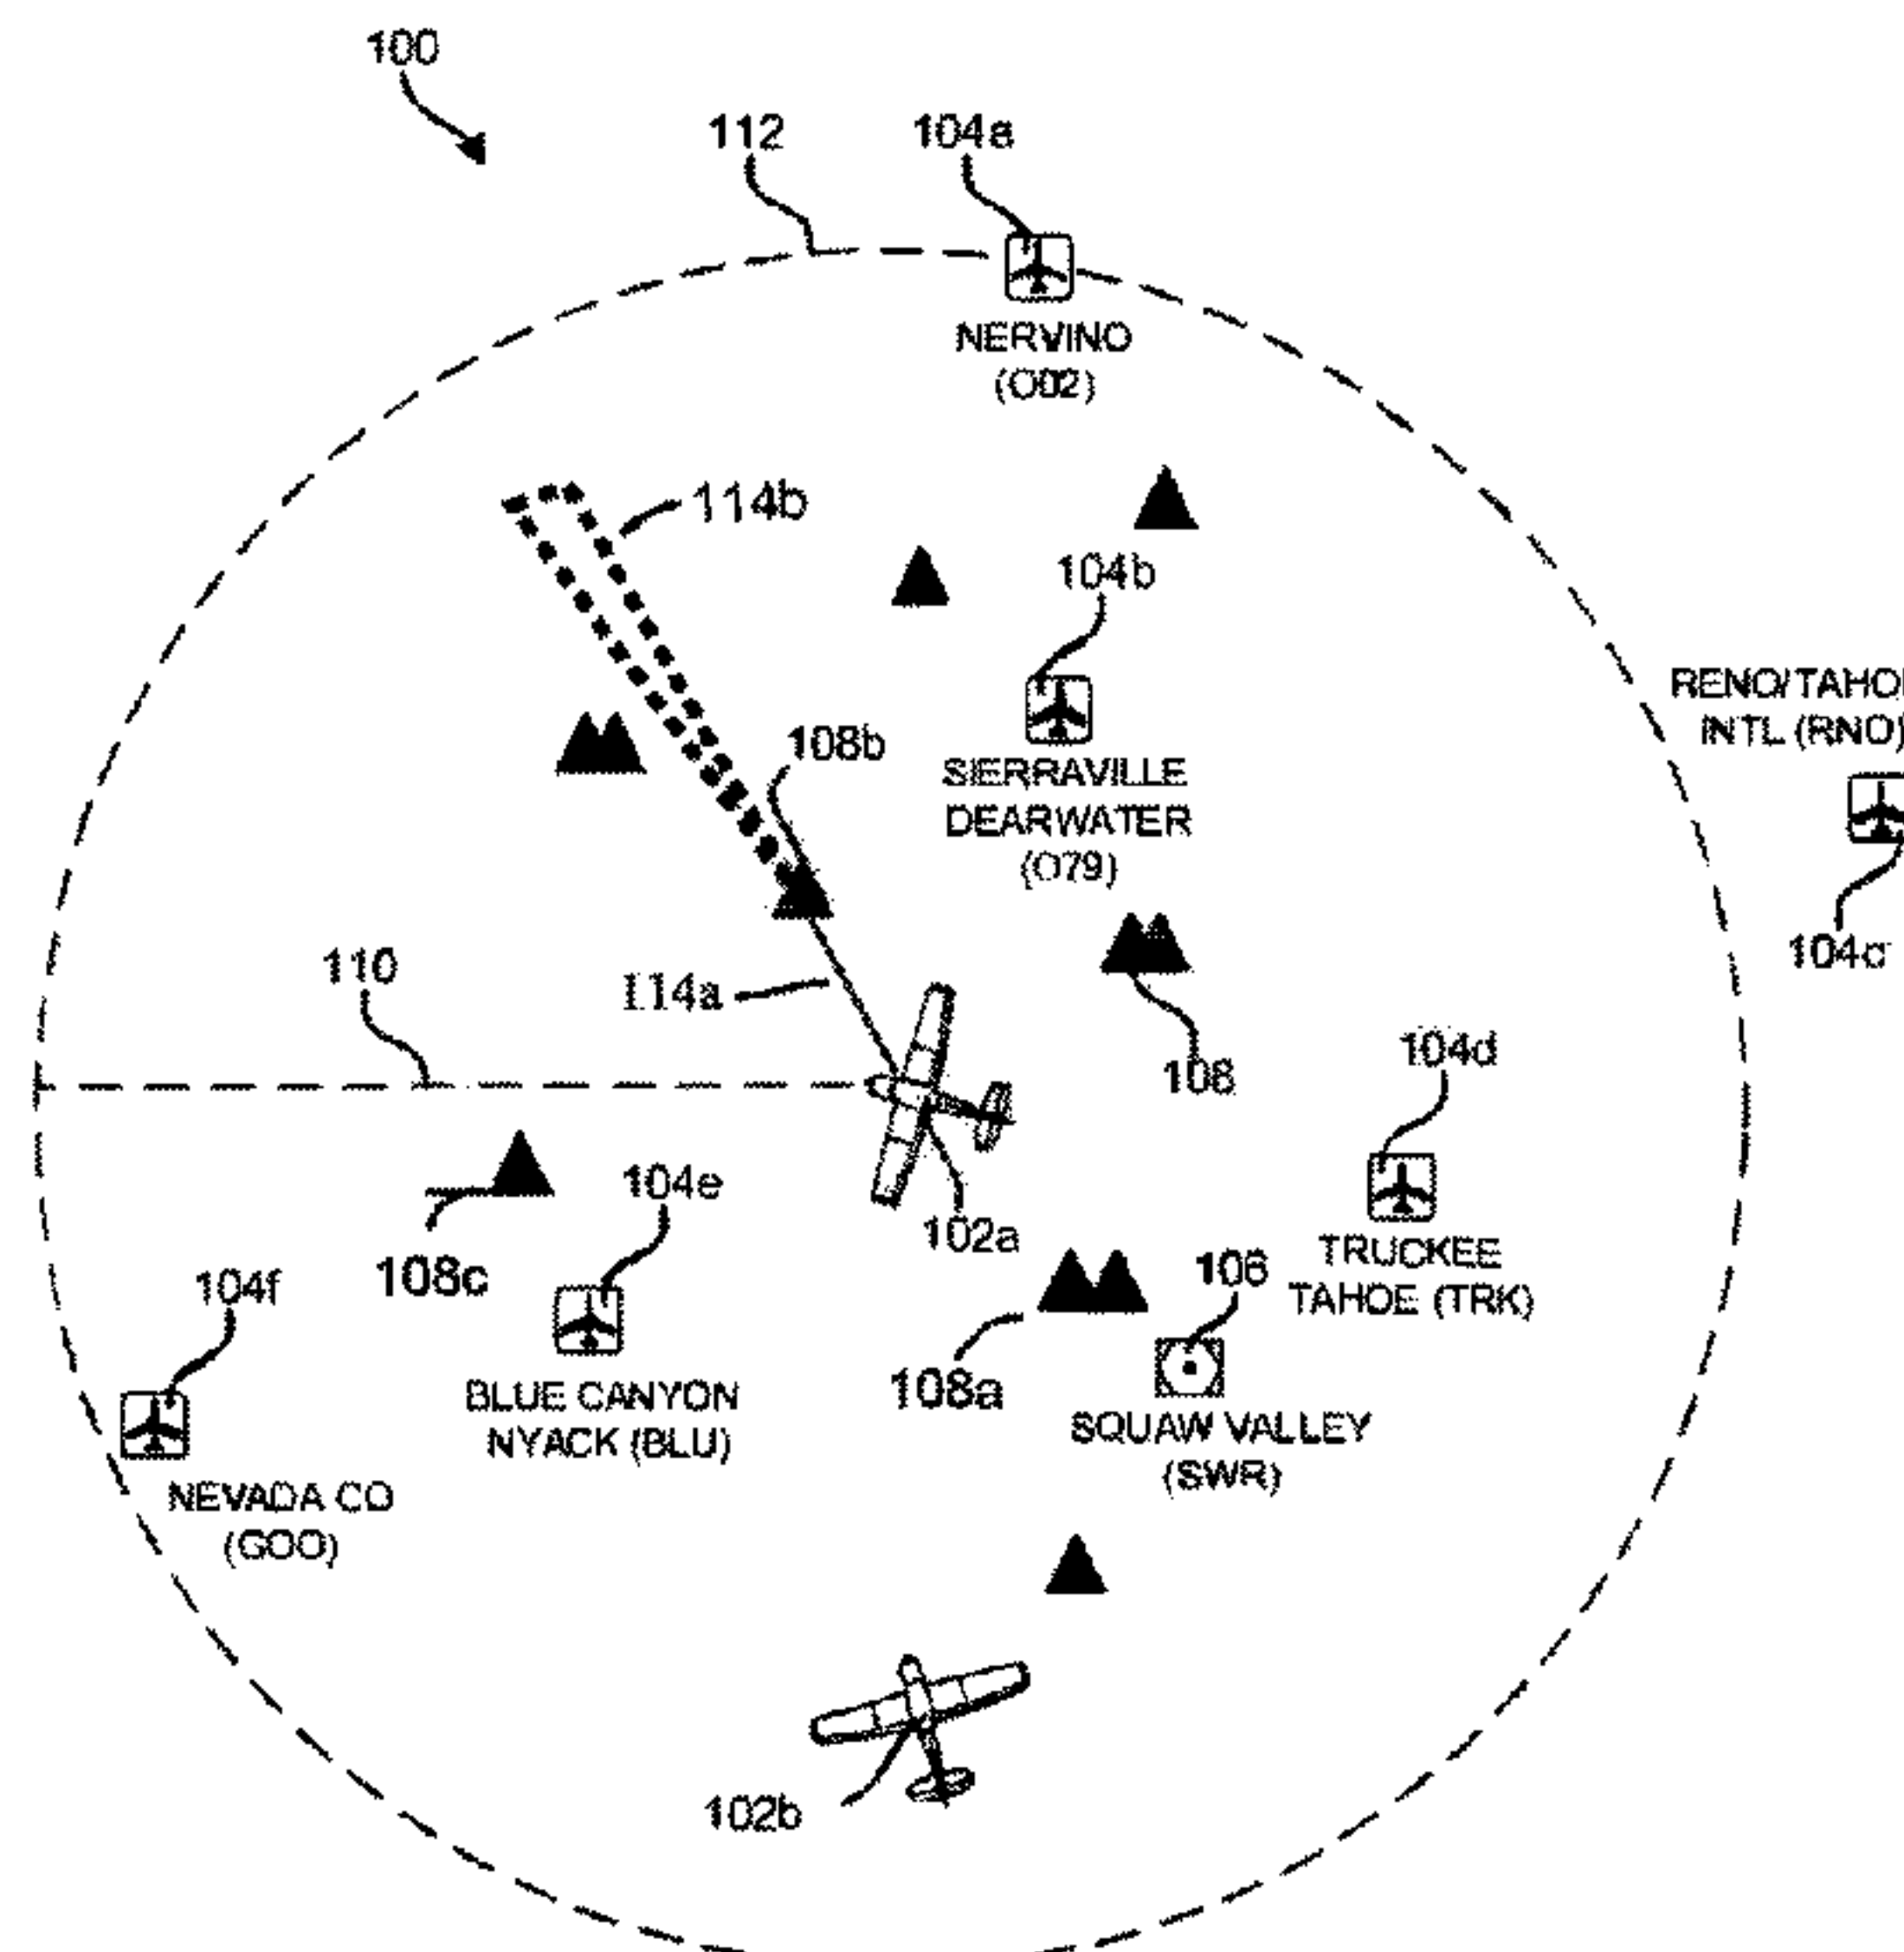 100
112
104a
NERVINO
(O02)
114b
104b
108b
SIERRAVILLE
DEARWATER
(O79)
RENO/TAHO
INTL (RNO)
104c
110
114a
108
104d
104e
102a
TRUCKEE
TAHOE (TRK)
108c
104f
106
108a
BLUE CANYON
NYACK (BLU)
SQUAW VALLEY
(SWR)
NEVADA CO
(GOO)
102b